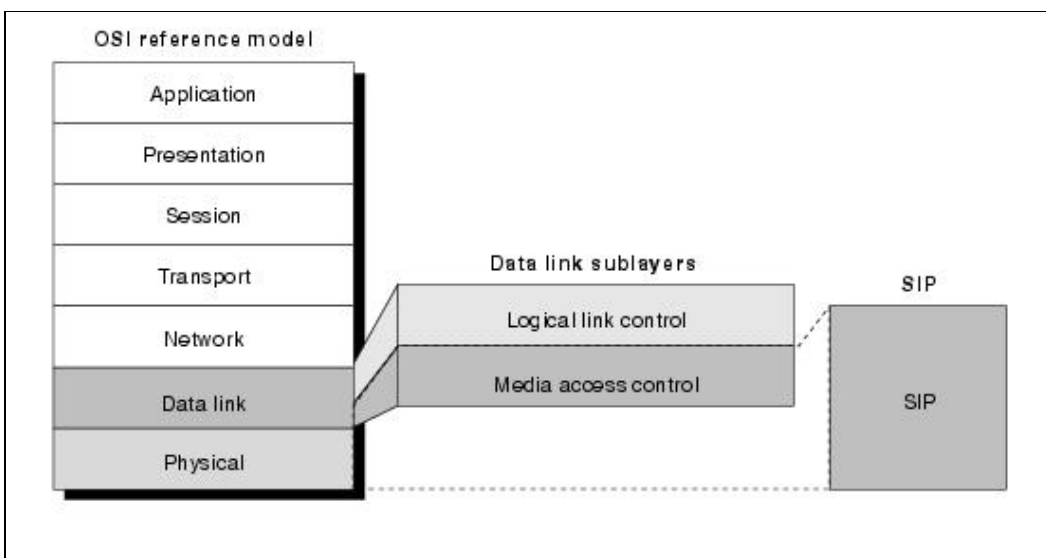 OSI reference model
Application
Presentation
Session
Transport
Network
Data link
Physical
Data link sublayers
Logical link control
Media access control
SIP
SIP